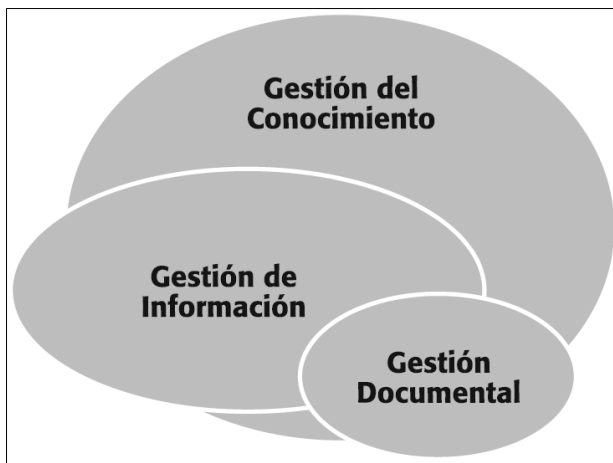 Gestión del
Conocimiento
Gestión de
Información
Gestión
Documental